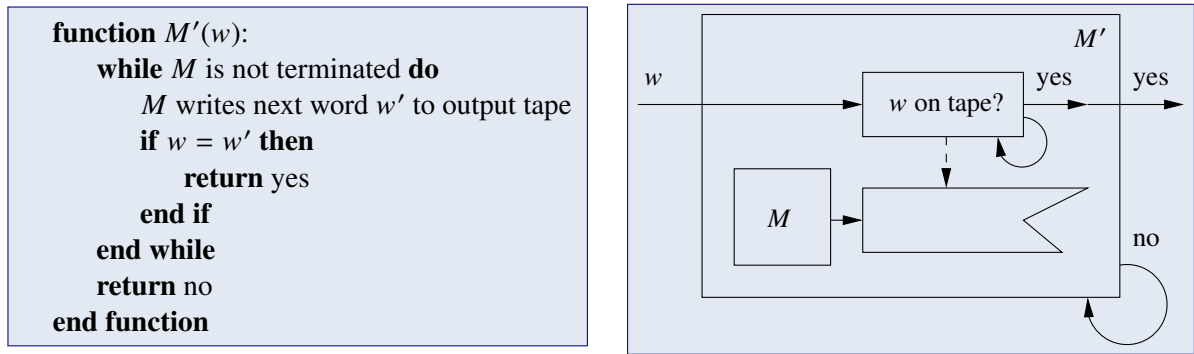 function M′(w):
while M is not terminated do
M writes next word w′ to output tape
if w = w′ then
return yes
end if
end while
return no
end function
M′
w
w on tape?
yes
yes
M
no